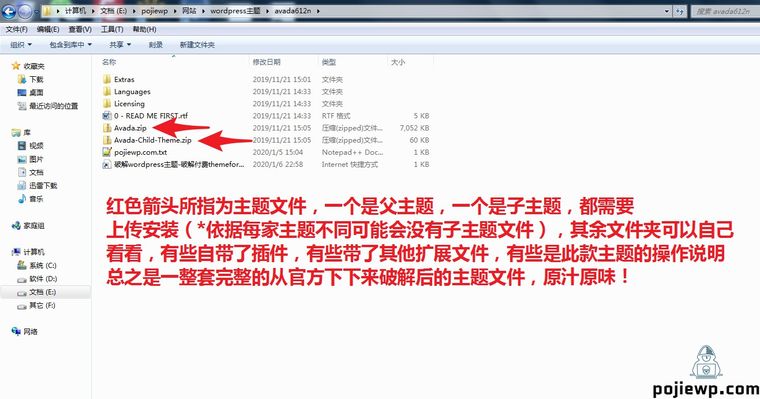 计算机 ▸ 文档 (E:) ▸ pojiewp ▸ 网站 ▸ wordpress主题 ▸ avada612n ▸
搜索 avada612n
文件(F) 编辑(E) 查看(V) 工具(T) 帮助(H)
组织 包含到库中 共享 刻录 新建文件夹
名称 修改日期 类型 大小
收藏夹
下载
桌面
最近访问的位置
库
视频
图片
文档
迅雷下载
音乐
家庭组
计算机
系统 (C:)
软件 (D:)
文档 (E:)
其它 (F:)
网络
Extras 2019/11/21 15:01 文件夹
Languages 2019/11/21 14:33 文件夹
Licensing 2019/11/21 14:33 文件夹
0 - READ ME FIRST.rtf 2019/11/21 14:33 RTF 格式 5 KB
Avada.zip 2019/11/21 15:05 压缩(zipped)文件... 7,052 KB
Avada-Child-Theme.zip 2019/11/21 15:05 压缩(zipped)文件... 60 KB
pojiewp.com.txt 2020/1/5 15:04 Notepad++ Doc... 1 KB
破解wordpress主题-破解付费themefor... 2020/1/6 22:58 Internet 快捷方式 1 KB
红色箭头所指为主题文件，一个是父主题，一个是子主题，都需要
上传安装（*依据每家主题不同可能会没有子主题文件），其余文件夹可以自己
看看，有些自带了插件，有些带了其他扩展文件，有些是此款主题的操作说明
总之是一整套完整的从官方下下来破解后的主题文件，原汁原味！
pojiewp.com